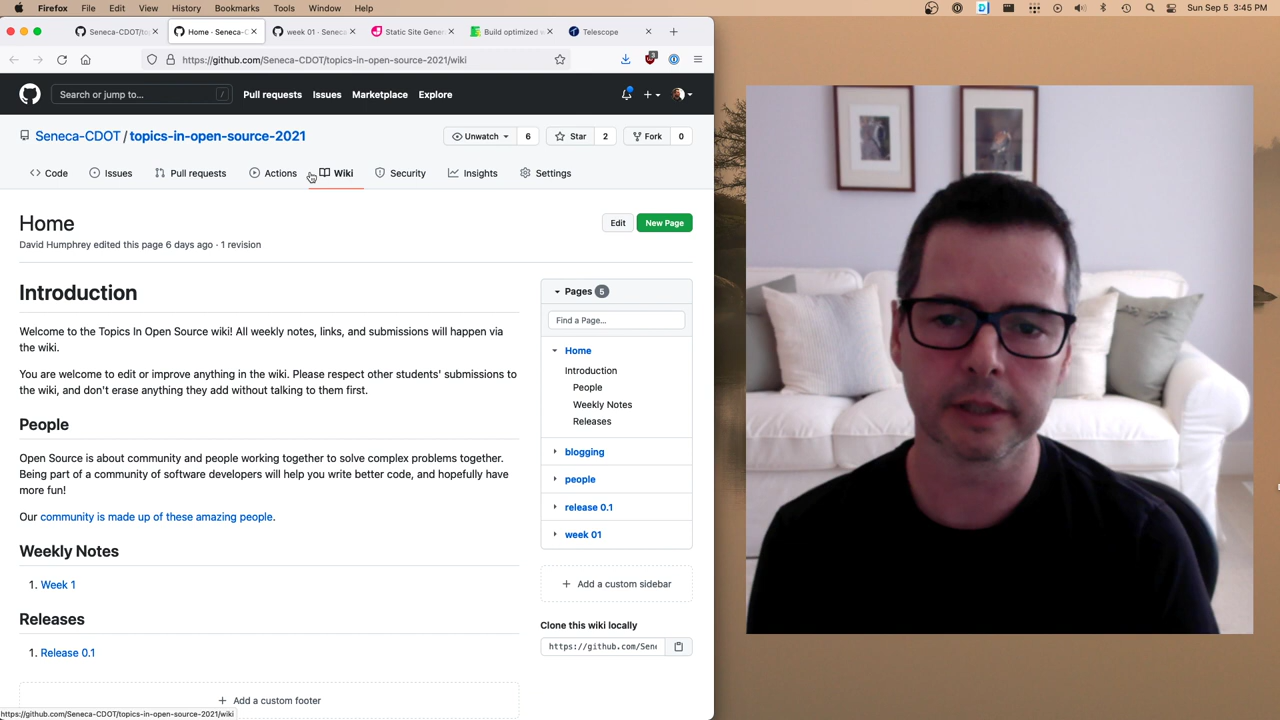 Firefox File Edit View History Bookmarks Tools Window Help
Sun Sep 5 3:45 PM
Seneca-CDOT/to
Home · Seneca-C
week 01 · Seneca
Static Site Gener
Build optimized w
Telescope
https://github.com/Seneca-CDOT/topics-in-open-source-2021/wiki
3
Search or jump to... /
Pull requests Issues Marketplace Explore
Seneca-CDOT / topics-in-open-source-2021
Unwatch 6 Star 2 Fork 0
Code Issues Pull requests Actions Wiki Security Insights Settings
Home
Edit New Page
David Humphrey edited this page 6 days ago · 1 revision
Introduction
Welcome to the Topics In Open Source wiki! All weekly notes, links, and submissions will happen via
the wiki.
You are welcome to edit or improve anything in the wiki. Please respect other students' submissions to
the wiki, and don't erase anything they add without talking to them first.
People
Open Source is about community and people working together to solve complex problems together.
Being part of a community of software developers will help you write better code, and hopefully have
more fun!
Our community is made up of these amazing people.
Weekly Notes
1. Week 1
Releases
1. Release 0.1
+ Add a custom footer
Pages 5
Find a Page...
Home
Introduction
People
Weekly Notes
Releases
blogging
people
release 0.1
week 01
+ Add a custom sidebar
Clone this wiki locally
https://github.com/Sene
https://github.com/Seneca-CDOT/topics-in-open-source-2021/wiki